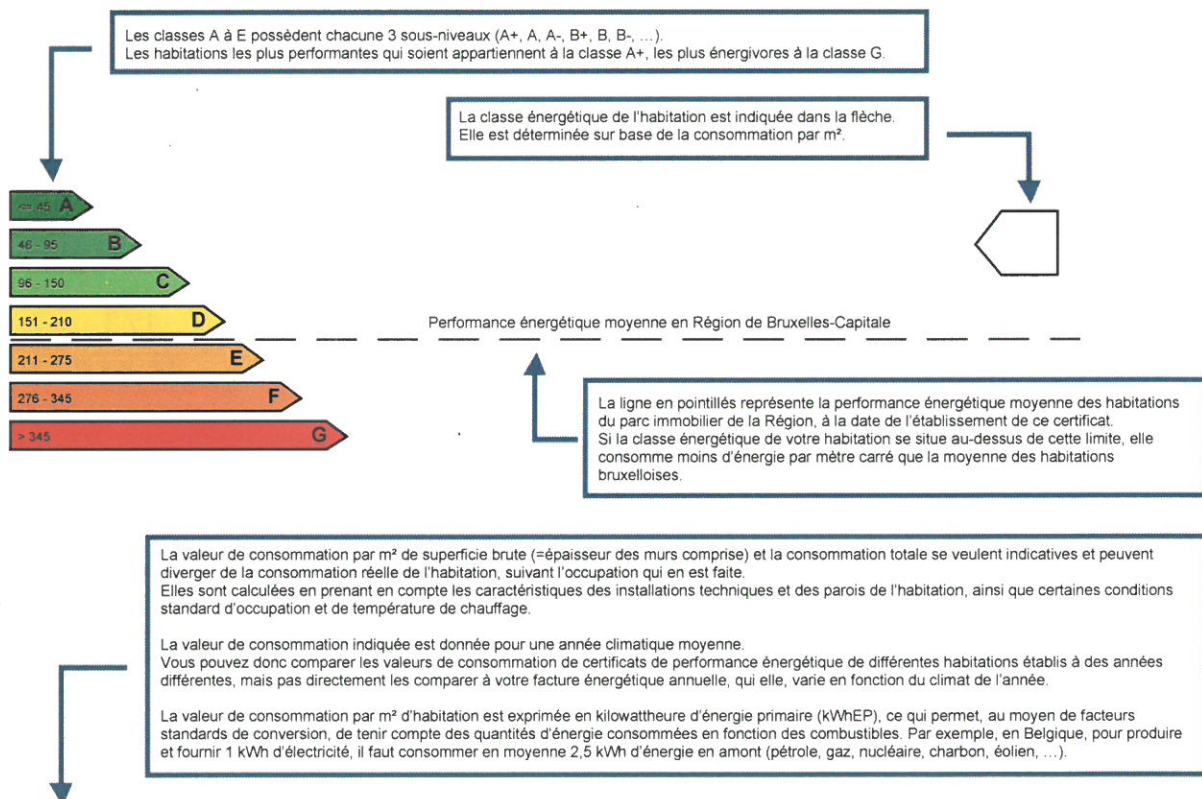 Les classes A à E possèdent chacune 3 sous-niveaux (A+, A, A-, B+, B, B-, ...).
Les habitations les plus performantes qui soient appartiennent à la classe A+, les plus énergivores à la classe G.
La classe énergétique de l'habitation est indiquée dans la flèche.
Elle est déterminée sur base de la consommation par m².
<= 45 A
46 - 95 B
96 - 150 C
151 - 210 D
Performance énergétique moyenne en Région de Bruxelles-Capitale
211 - 275 E
276 - 345 F
> 345 G
La ligne en pointillés représente la performance énergétique moyenne des habitations
du parc immobilier de la Région, à la date de l'établissement de ce certificat.
Si la classe énergétique de votre habitation se situe au-dessus de cette limite, elle
consomme moins d'énergie par mètre carré que la moyenne des habitations
bruxelloises.
La valeur de consommation par m² de superficie brute (=épaisseur des murs comprise) et la consommation totale se veulent indicatives et peuvent
diverger de la consommation réelle de l'habitation, suivant l'occupation qui en est faite.
Elles sont calculées en prenant en compte les caractéristiques des installations techniques et des parois de l'habitation, ainsi que certaines conditions
standard d'occupation et de température de chauffage.
La valeur de consommation indiquée est donnée pour une année climatique moyenne.
Vous pouvez donc comparer les valeurs de consommation de certificats de performance énergétique de différentes habitations établis à des années
différentes, mais pas directement les comparer à votre facture énergétique annuelle, qui elle, varie en fonction du climat de l'année.
La valeur de consommation par m² d'habitation est exprimée en kilowattheure d'énergie primaire (kWhEP), ce qui permet, au moyen de facteurs
standards de conversion, de tenir compte des quantités d'énergie consommées en fonction des combustibles. Par exemple, en Belgique, pour produire
et fournir 1 kWh d'électricité, il faut consommer en moyenne 2,5 kWh d'énergie en amont (pétrole, gaz, nucléaire, charbon, éolien, ...).